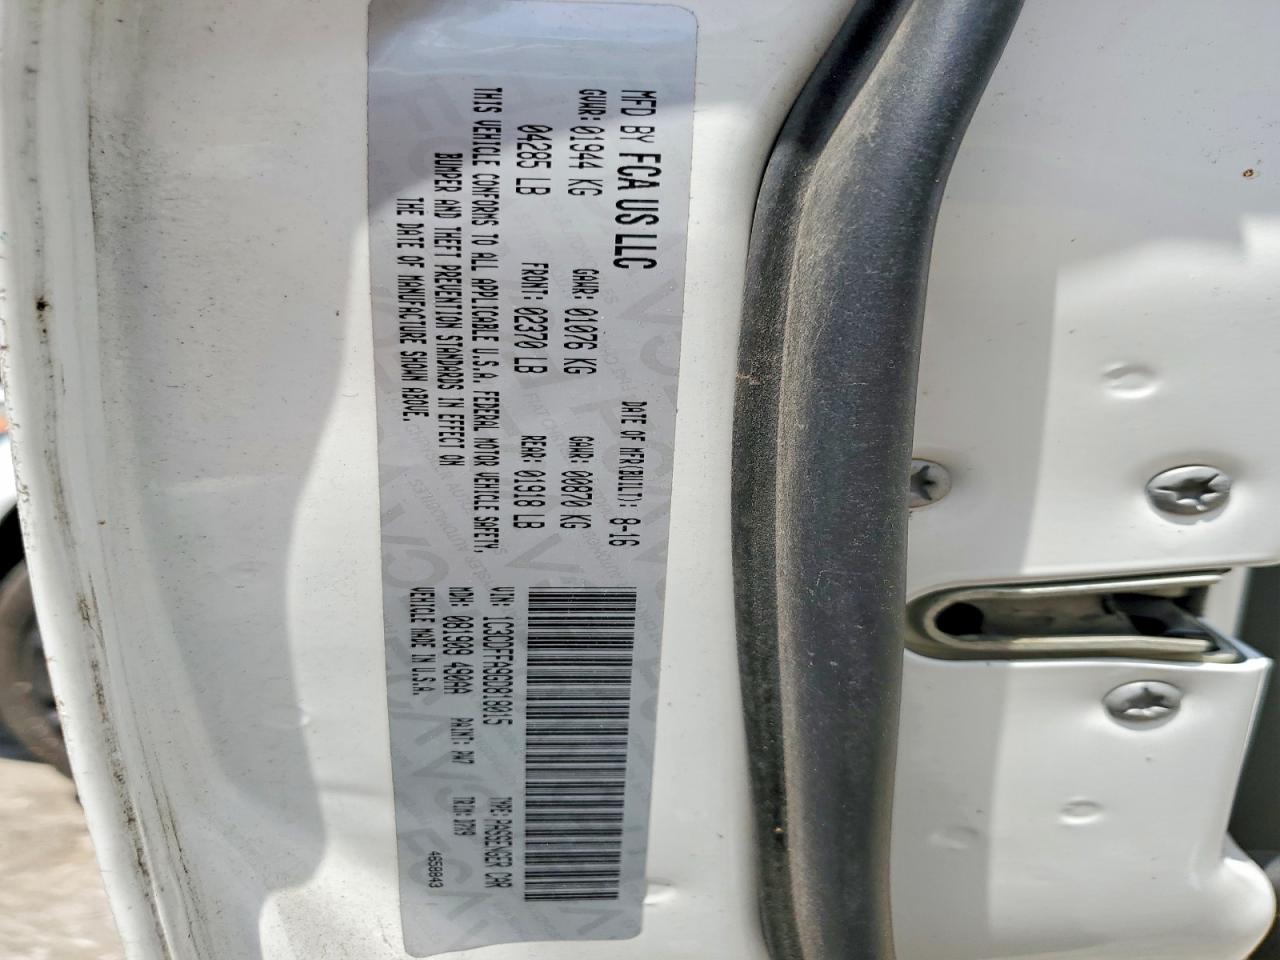 MFD BY FCA US LLC DATE OF MFR(BUILT): 8-16
GVWR: 01944 KG GAWR: 01076 KG GAWR: 00870 KG
04285 LB FRONT: 02370 LB REAR: 01918 LB
THIS VEHICLE CONFORMS TO ALL APPLICABLE U.S.A. FEDERAL MOTOR VEHICLE SAFETY,
BUMPER AND THEFT PREVENTION STANDARDS IN EFFECT ON
THE DATE OF MANUFACTURE SHOWN ABOVE.
VIN: 1C3CDFFA9GD818015 TYPE: PASSENGER CAR
MDH: 081909 490AA PAINT: PW7 TRIM:
VEHICLE MADE IN U.S.A. 4658843